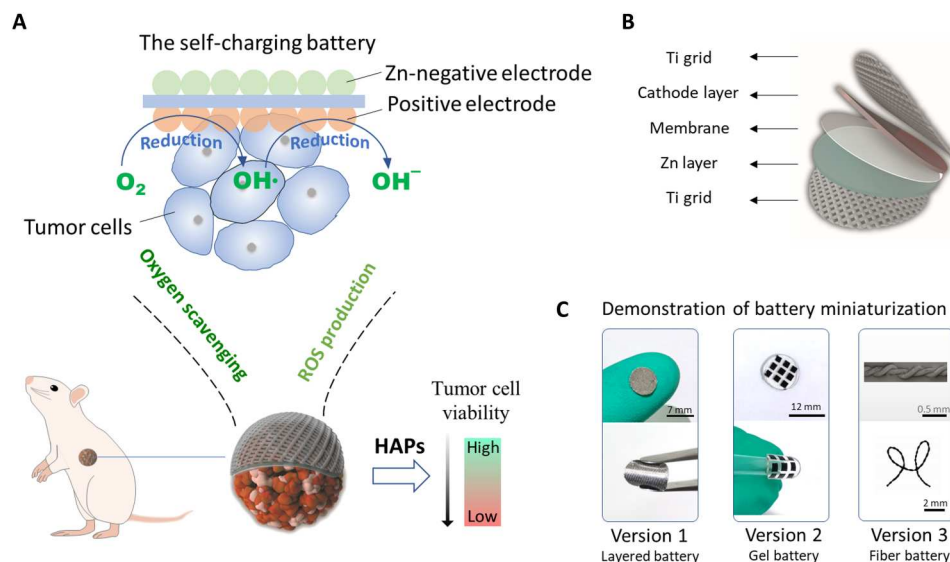 A
The self-charging battery
Zn-negative electrode
Positive electrode
Reduction
Reduction
O₂
OH·
OH⁻
Tumor cells
Oxygen scavenging
ROS production
HAPs
Tumor cell
viability
High
Low
B
Ti grid
Cathode layer
Membrane
Zn layer
Ti grid
C
Demonstration of battery miniaturization
7 mm
12 mm
0.5 mm
2 mm
Version 1
Layered battery
Version 2
Gel battery
Version 3
Fiber battery